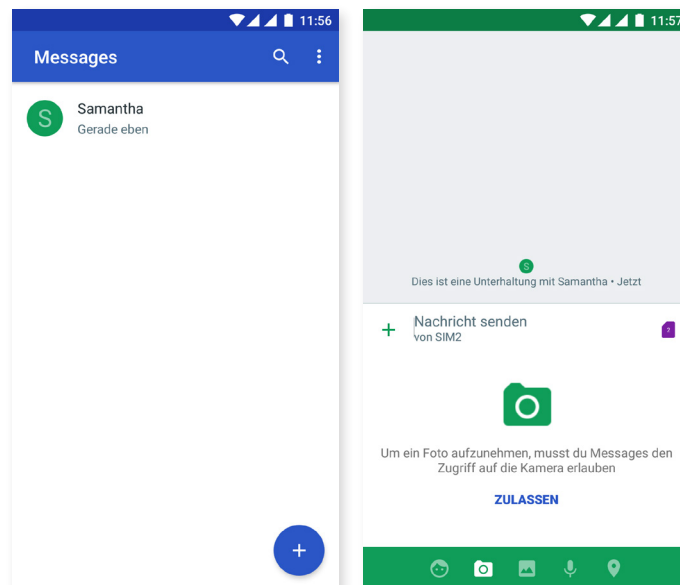 11:56
Messages
S
Samantha
Gerade eben
+
11:57
S
Dies ist eine Unterhaltung mit Samantha • Jetzt
+ Nachricht senden
von SIM2
?
Um ein Foto aufzunehmen, musst du Messages den
Zugriff auf die Kamera erlauben
ZULASSEN